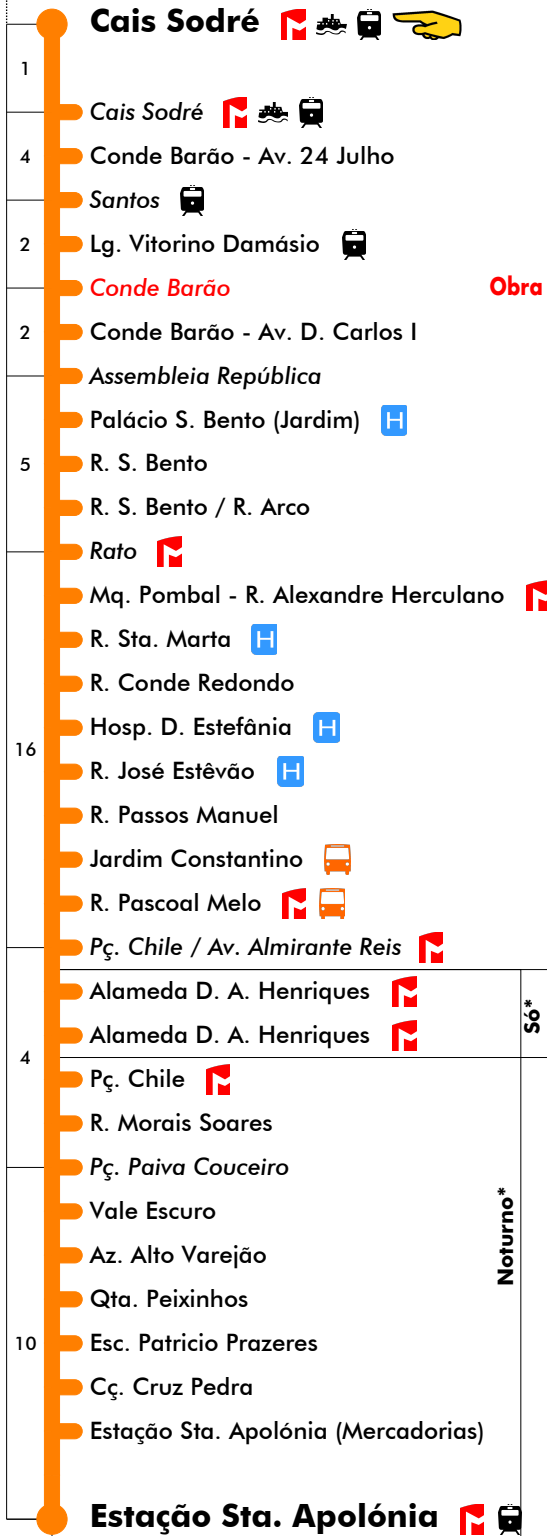 Cais Sodré
1
Cais Sodré
4
Conde Barão - Av. 24 Julho
Santos
2
Lg. Vitorino Damásio
Conde Barão Obra
2
Conde Barão - Av. D. Carlos I
Assembleia República
Palácio S. Bento (Jardim) H
5
R. S. Bento
R. S. Bento / R. Arco
Rato
Mq. Pombal - R. Alexandre Herculano
R. Sta. Marta H
R. Conde Redondo
Hosp. D. Estefânia H
16
R. José Estêvão H
R. Passos Manuel
Jardim Constantino
R. Pascoal Melo
Pç. Chile / Av. Almirante Reis
Alameda D. A. Henriques
Só*
Alameda D. A. Henriques
4
Pç. Chile
R. Morais Soares
Pç. Paiva Couceiro
Vale Escuro
Noturno*
Az. Alto Varejão
Qta. Peixinhos
10
Esc. Patricio Prazeres
Cç. Cruz Pedra
Estação Sta. Apolónia (Mercadorias)
Estação Sta. Apolónia